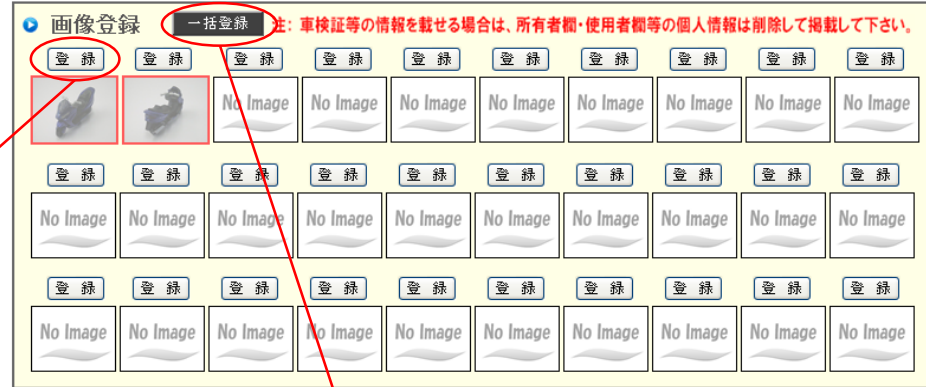 画像登録 一括登録 注: 車検証等の情報を載せる場合は、所有者欄・使用者欄等の個人情報は削除して掲載して下さい。
登 録 登 録 登 録 登 録 登 録 登 録 登 録 登 録 登 録 登 録
No Image No Image No Image No Image No Image No Image No Image No Image
登 録 登 録 登 録 登 録 登 録 登 録 登 録 登 録 登 録 登 録
No Image No Image No Image No Image No Image No Image No Image No Image No Image No Image
登 録 登 録 登 録 登 録 登 録 登 録 登 録 登 録 登 録 登 録
No Image No Image No Image No Image No Image No Image No Image No Image No Image No Image